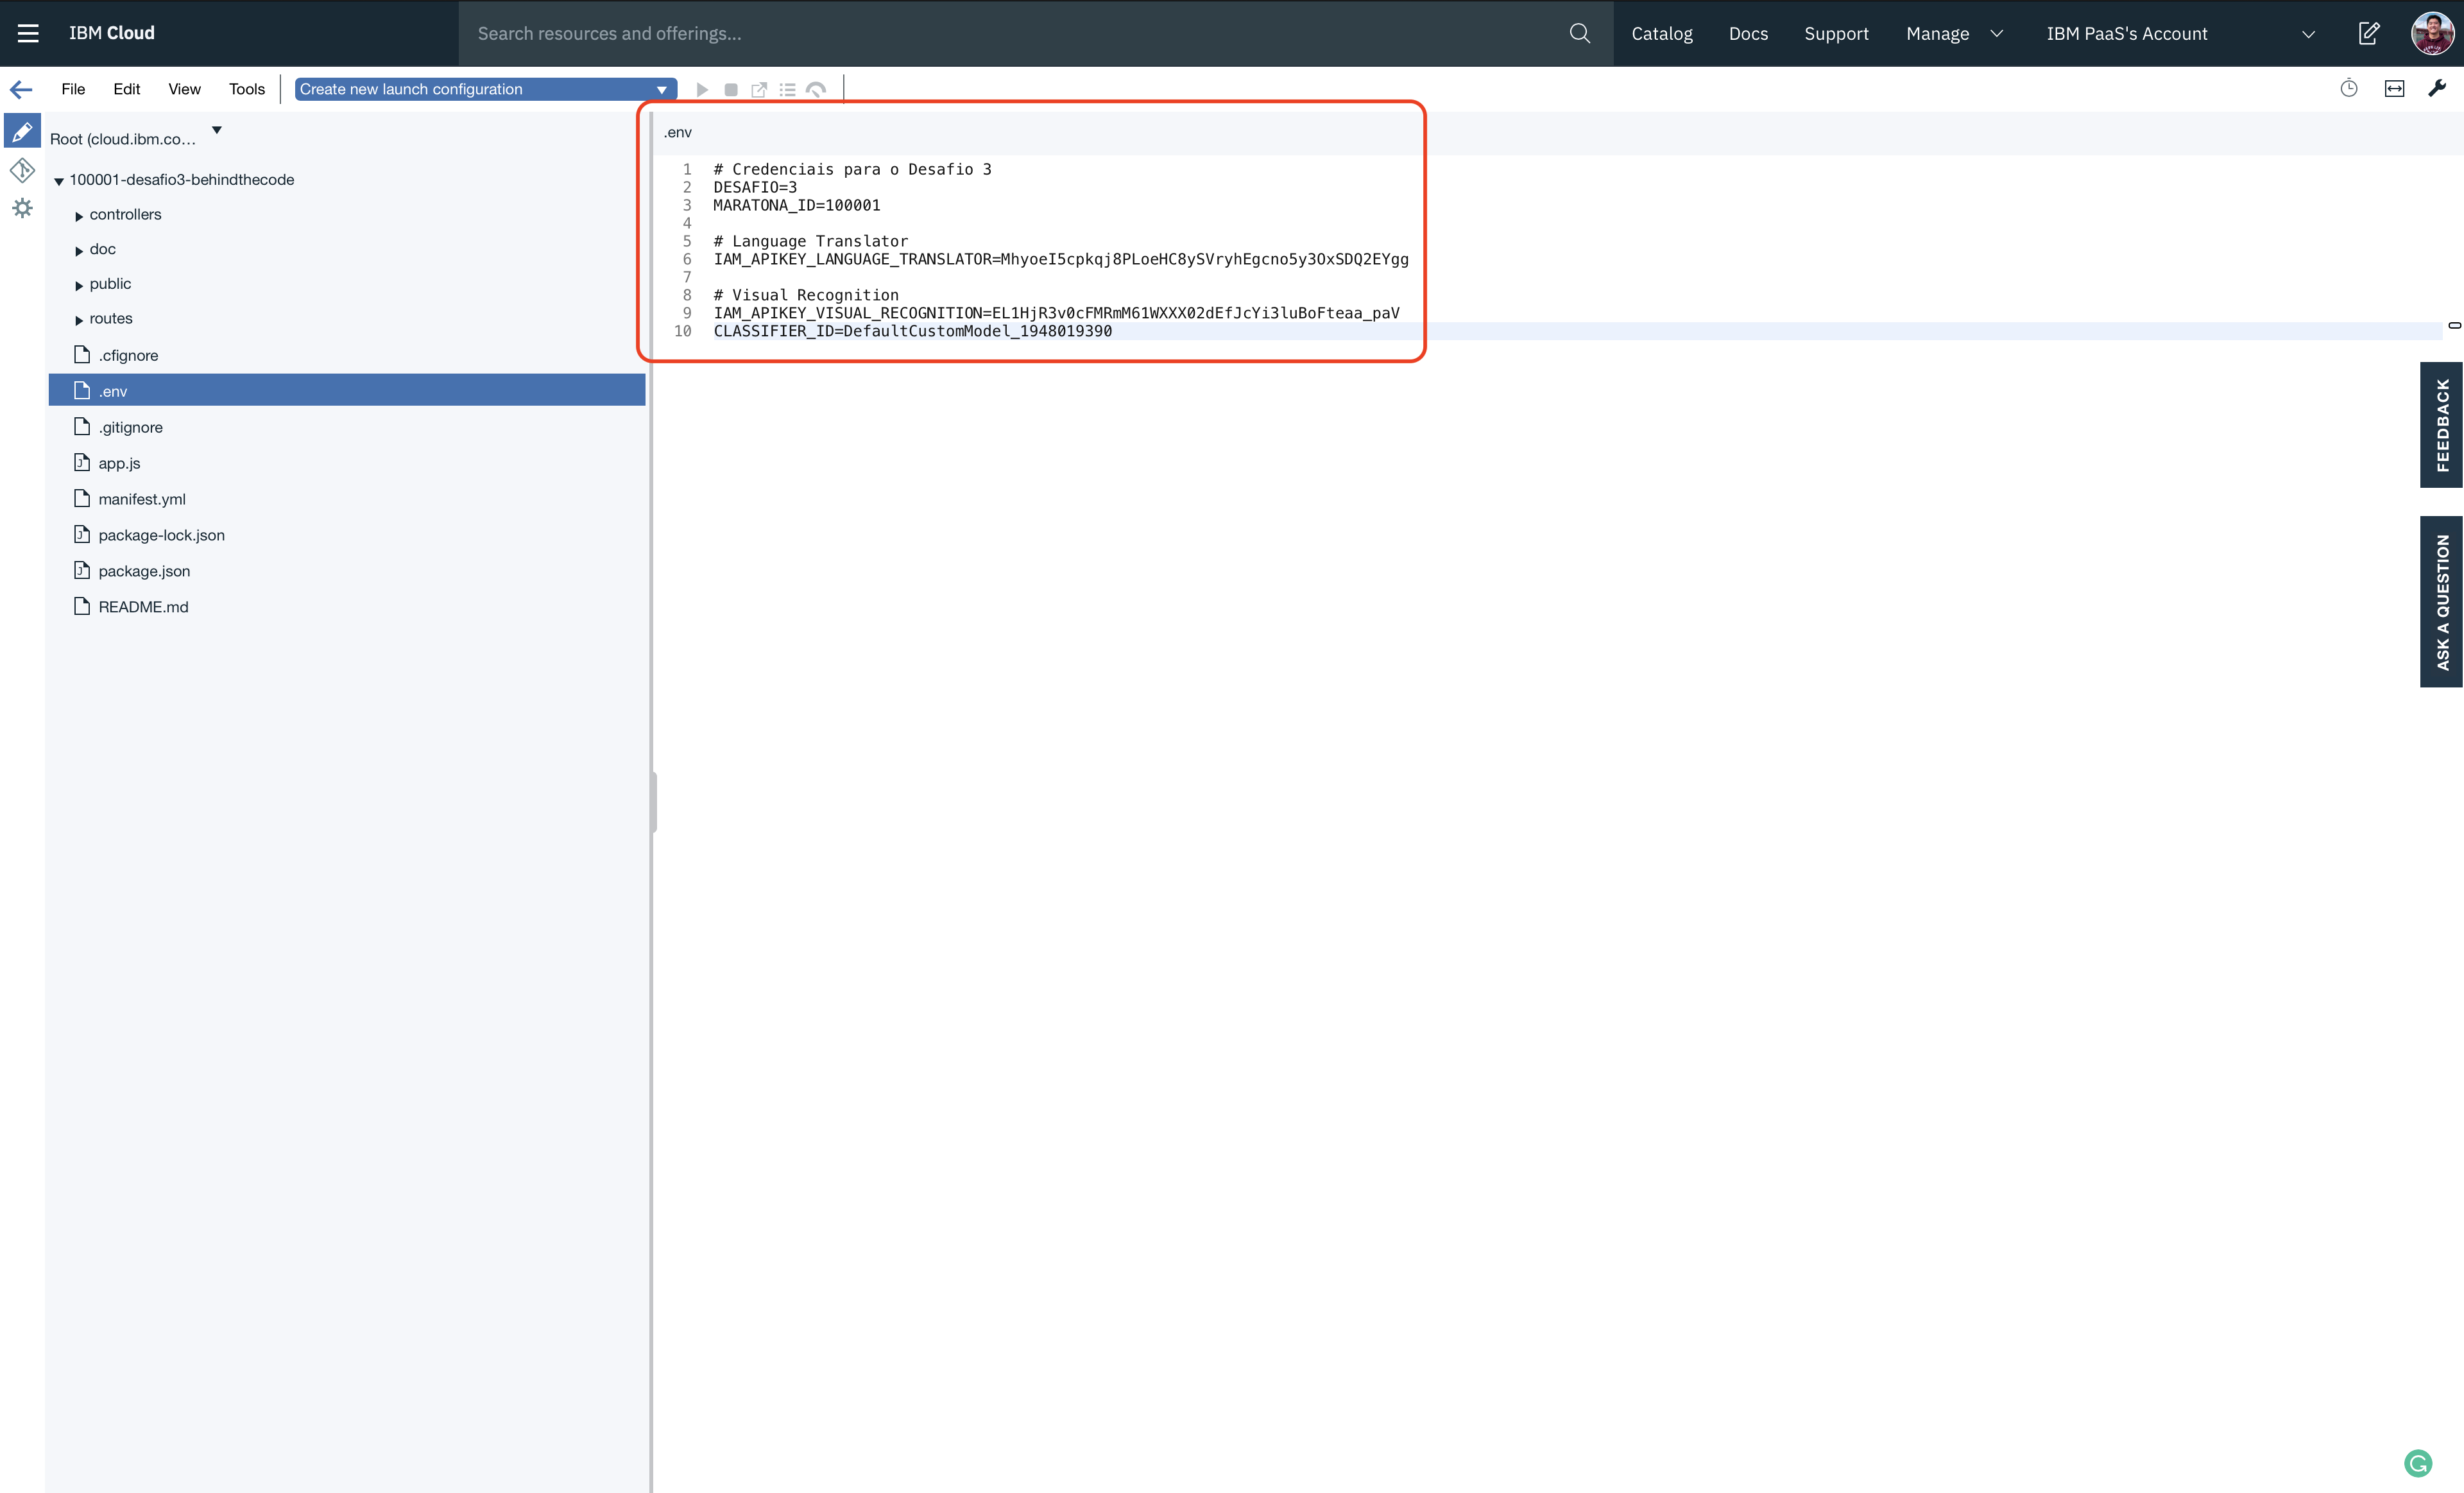 IBM Cloud
Search resources and offerings...
Catalog
Docs
Support
Manage
IBM PaaS's Account
File
Edit
View
Tools
Create new launch configuration
Root (cloud.ibm.co...
100001-desafio3-behindthecode
controllers
doc
public
routes
.cfignore
.env
.gitignore
app.js
manifest.yml
package-lock.json
package.json
README.md
.env
1 # Credenciais para o Desafio 3
2 DESAFIO=3
3 MARATONA_ID=100001
4
5 # Language Translator
6 IAM_APIKEY_LANGUAGE_TRANSLATOR=MhyoeI5cpkqj8PLoeHC8ySVryhEgcno5y3OxSDQ2EYgg
7
8 # Visual Recognition
9 IAM_APIKEY_VISUAL_RECOGNITION=EL1HjR3v0cFMRmM61WXXX02dEfJcYi3luBoFteaa_paV
10 CLASSIFIER_ID=DefaultCustomModel_1948019390
FEEDBACK
ASK A QUESTION